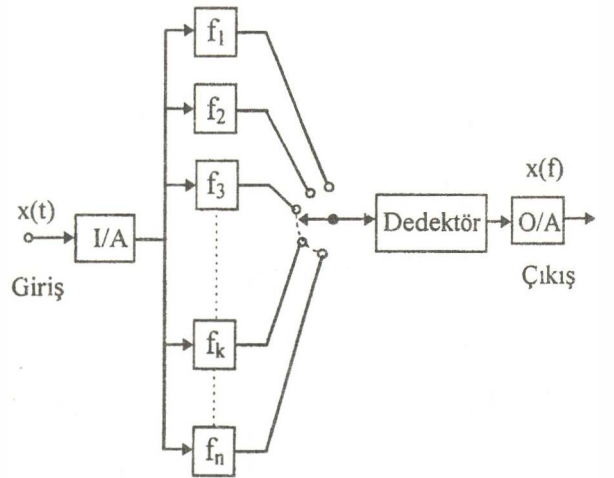 f₁
f₂
f₃
x(t)
I/A
Giriş
Dedektör
x(f)
O/A
Çıkış
fₖ
fₙ